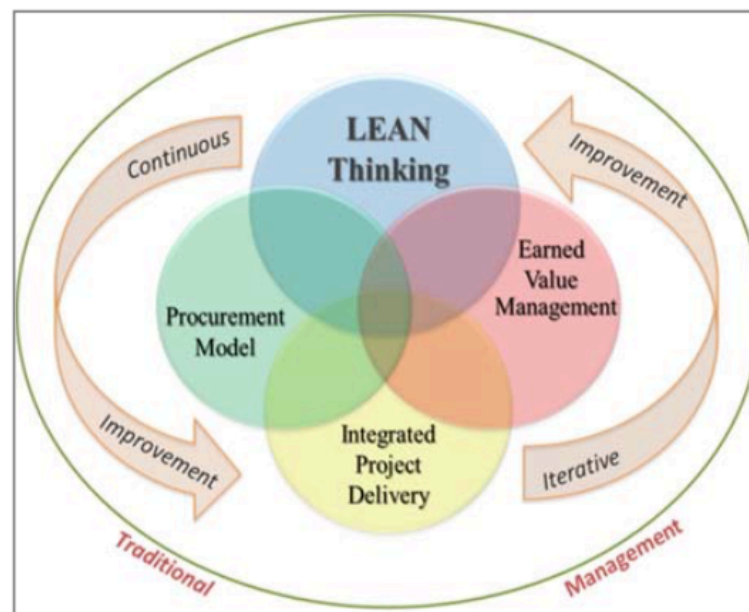 LEAN
Thinking
Continuous
Improvement
Earned
Value
Management
Procurement
Model
Improvement
Integrated
Project
Delivery
Iterative
Traditional
Management